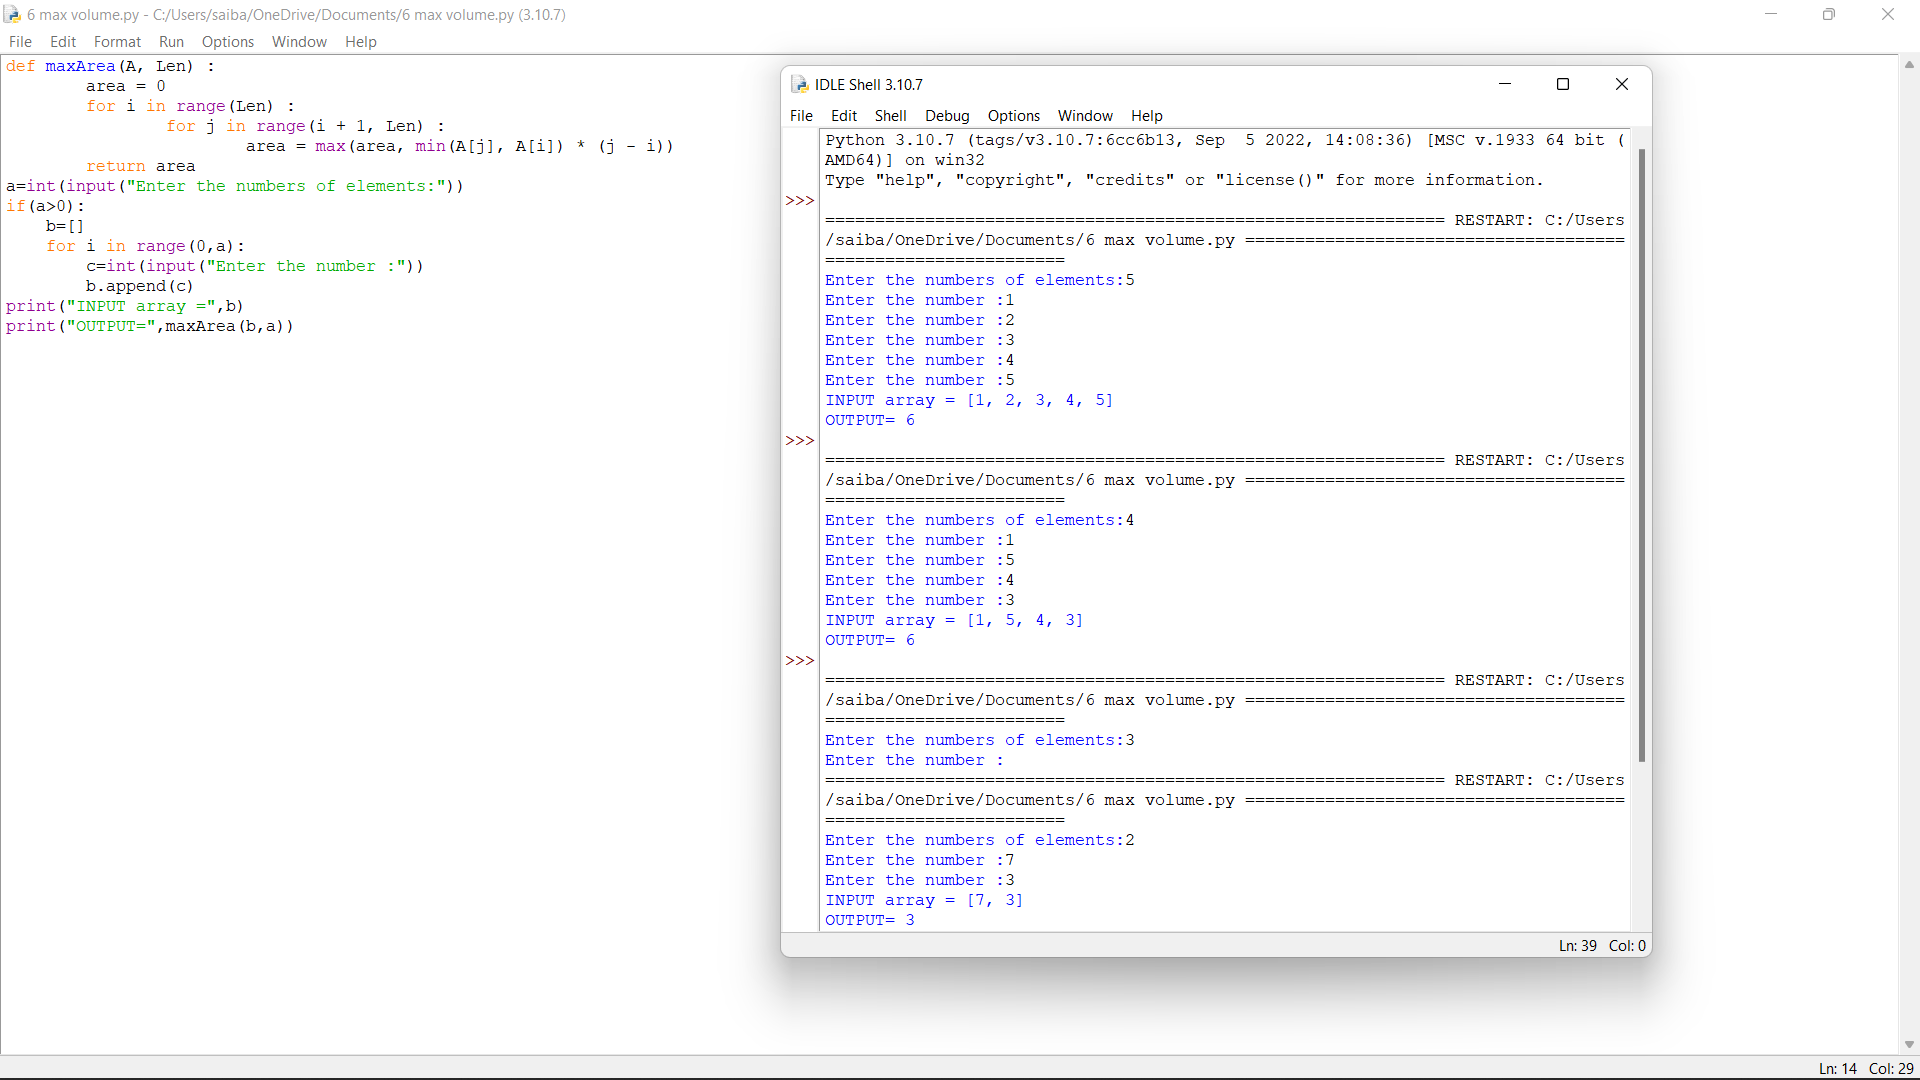 6 max volume.py - C:/Users/saiba/OneDrive/Documents/6 max volume.py (3.10.7)
File Edit Format Run Options Window Help
def maxArea(A, Len) :
        area = 0
        for i in range(Len) :
                for j in range(i + 1, Len) :
                        area = max(area, min(A[j], A[i]) * (j - i))
        return area
a=int(input("Enter the numbers of elements:"))
if(a>0):
    b=[]
    for i in range(0,a):
        c=int(input("Enter the number :"))
        b.append(c)
print("INPUT array =",b)
print("OUTPUT=",maxArea(b,a))
IDLE Shell 3.10.7
File Edit Shell Debug Options Window Help
Python 3.10.7 (tags/v3.10.7:6cc6b13, Sep  5 2022, 14:08:36) [MSC v.1933 64 bit (
AMD64)] on win32
Type "help", "copyright", "credits" or "license()" for more information.
>>>
============================================================== RESTART: C:/Users
/saiba/OneDrive/Documents/6 max volume.py ======================================
========================
Enter the numbers of elements:5
Enter the number :1
Enter the number :2
Enter the number :3
Enter the number :4
Enter the number :5
INPUT array = [1, 2, 3, 4, 5]
OUTPUT= 6
>>>
============================================================== RESTART: C:/Users
/saiba/OneDrive/Documents/6 max volume.py ======================================
========================
Enter the numbers of elements:4
Enter the number :1
Enter the number :5
Enter the number :4
Enter the number :3
INPUT array = [1, 5, 4, 3]
OUTPUT= 6
>>>
============================================================== RESTART: C:/Users
/saiba/OneDrive/Documents/6 max volume.py ======================================
========================
Enter the numbers of elements:3
Enter the number :
============================================================== RESTART: C:/Users
/saiba/OneDrive/Documents/6 max volume.py ======================================
========================
Enter the numbers of elements:2
Enter the number :7
Enter the number :3
INPUT array = [7, 3]
OUTPUT= 3
Ln: 39 Col: 0
Ln: 14 Col: 29